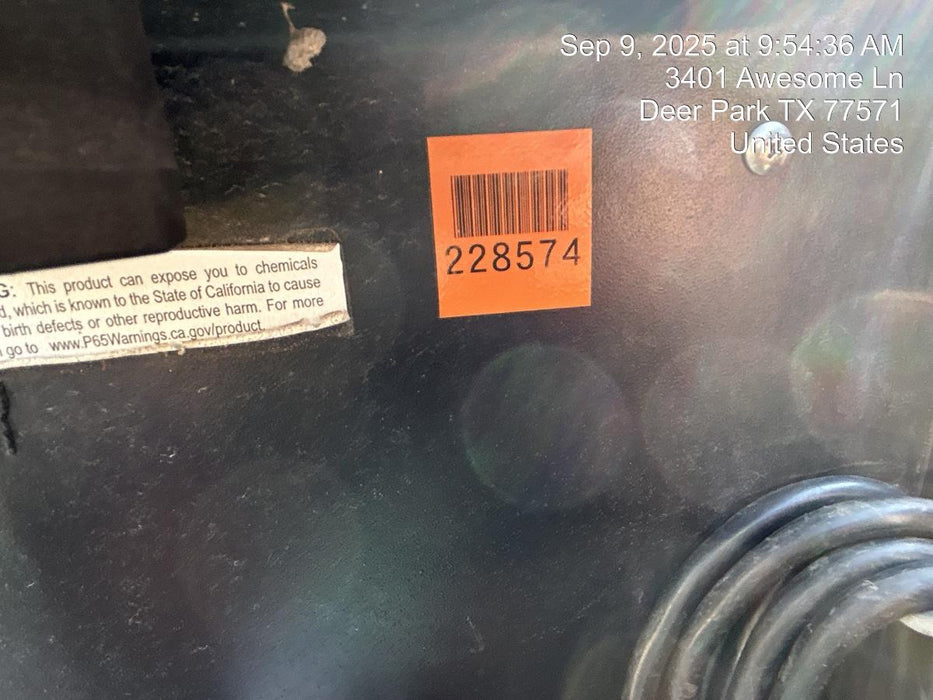 Sep 9, 2025 at 9:54:36 AM
3401 Awesome Ln
Deer Park TX 77571
United States
228574
G: This product can expose you to chemicals
d, which is known to the State of California to cause
birth defects or other reproductive harm. For more
go to www.P65Warnings.ca.gov/product.